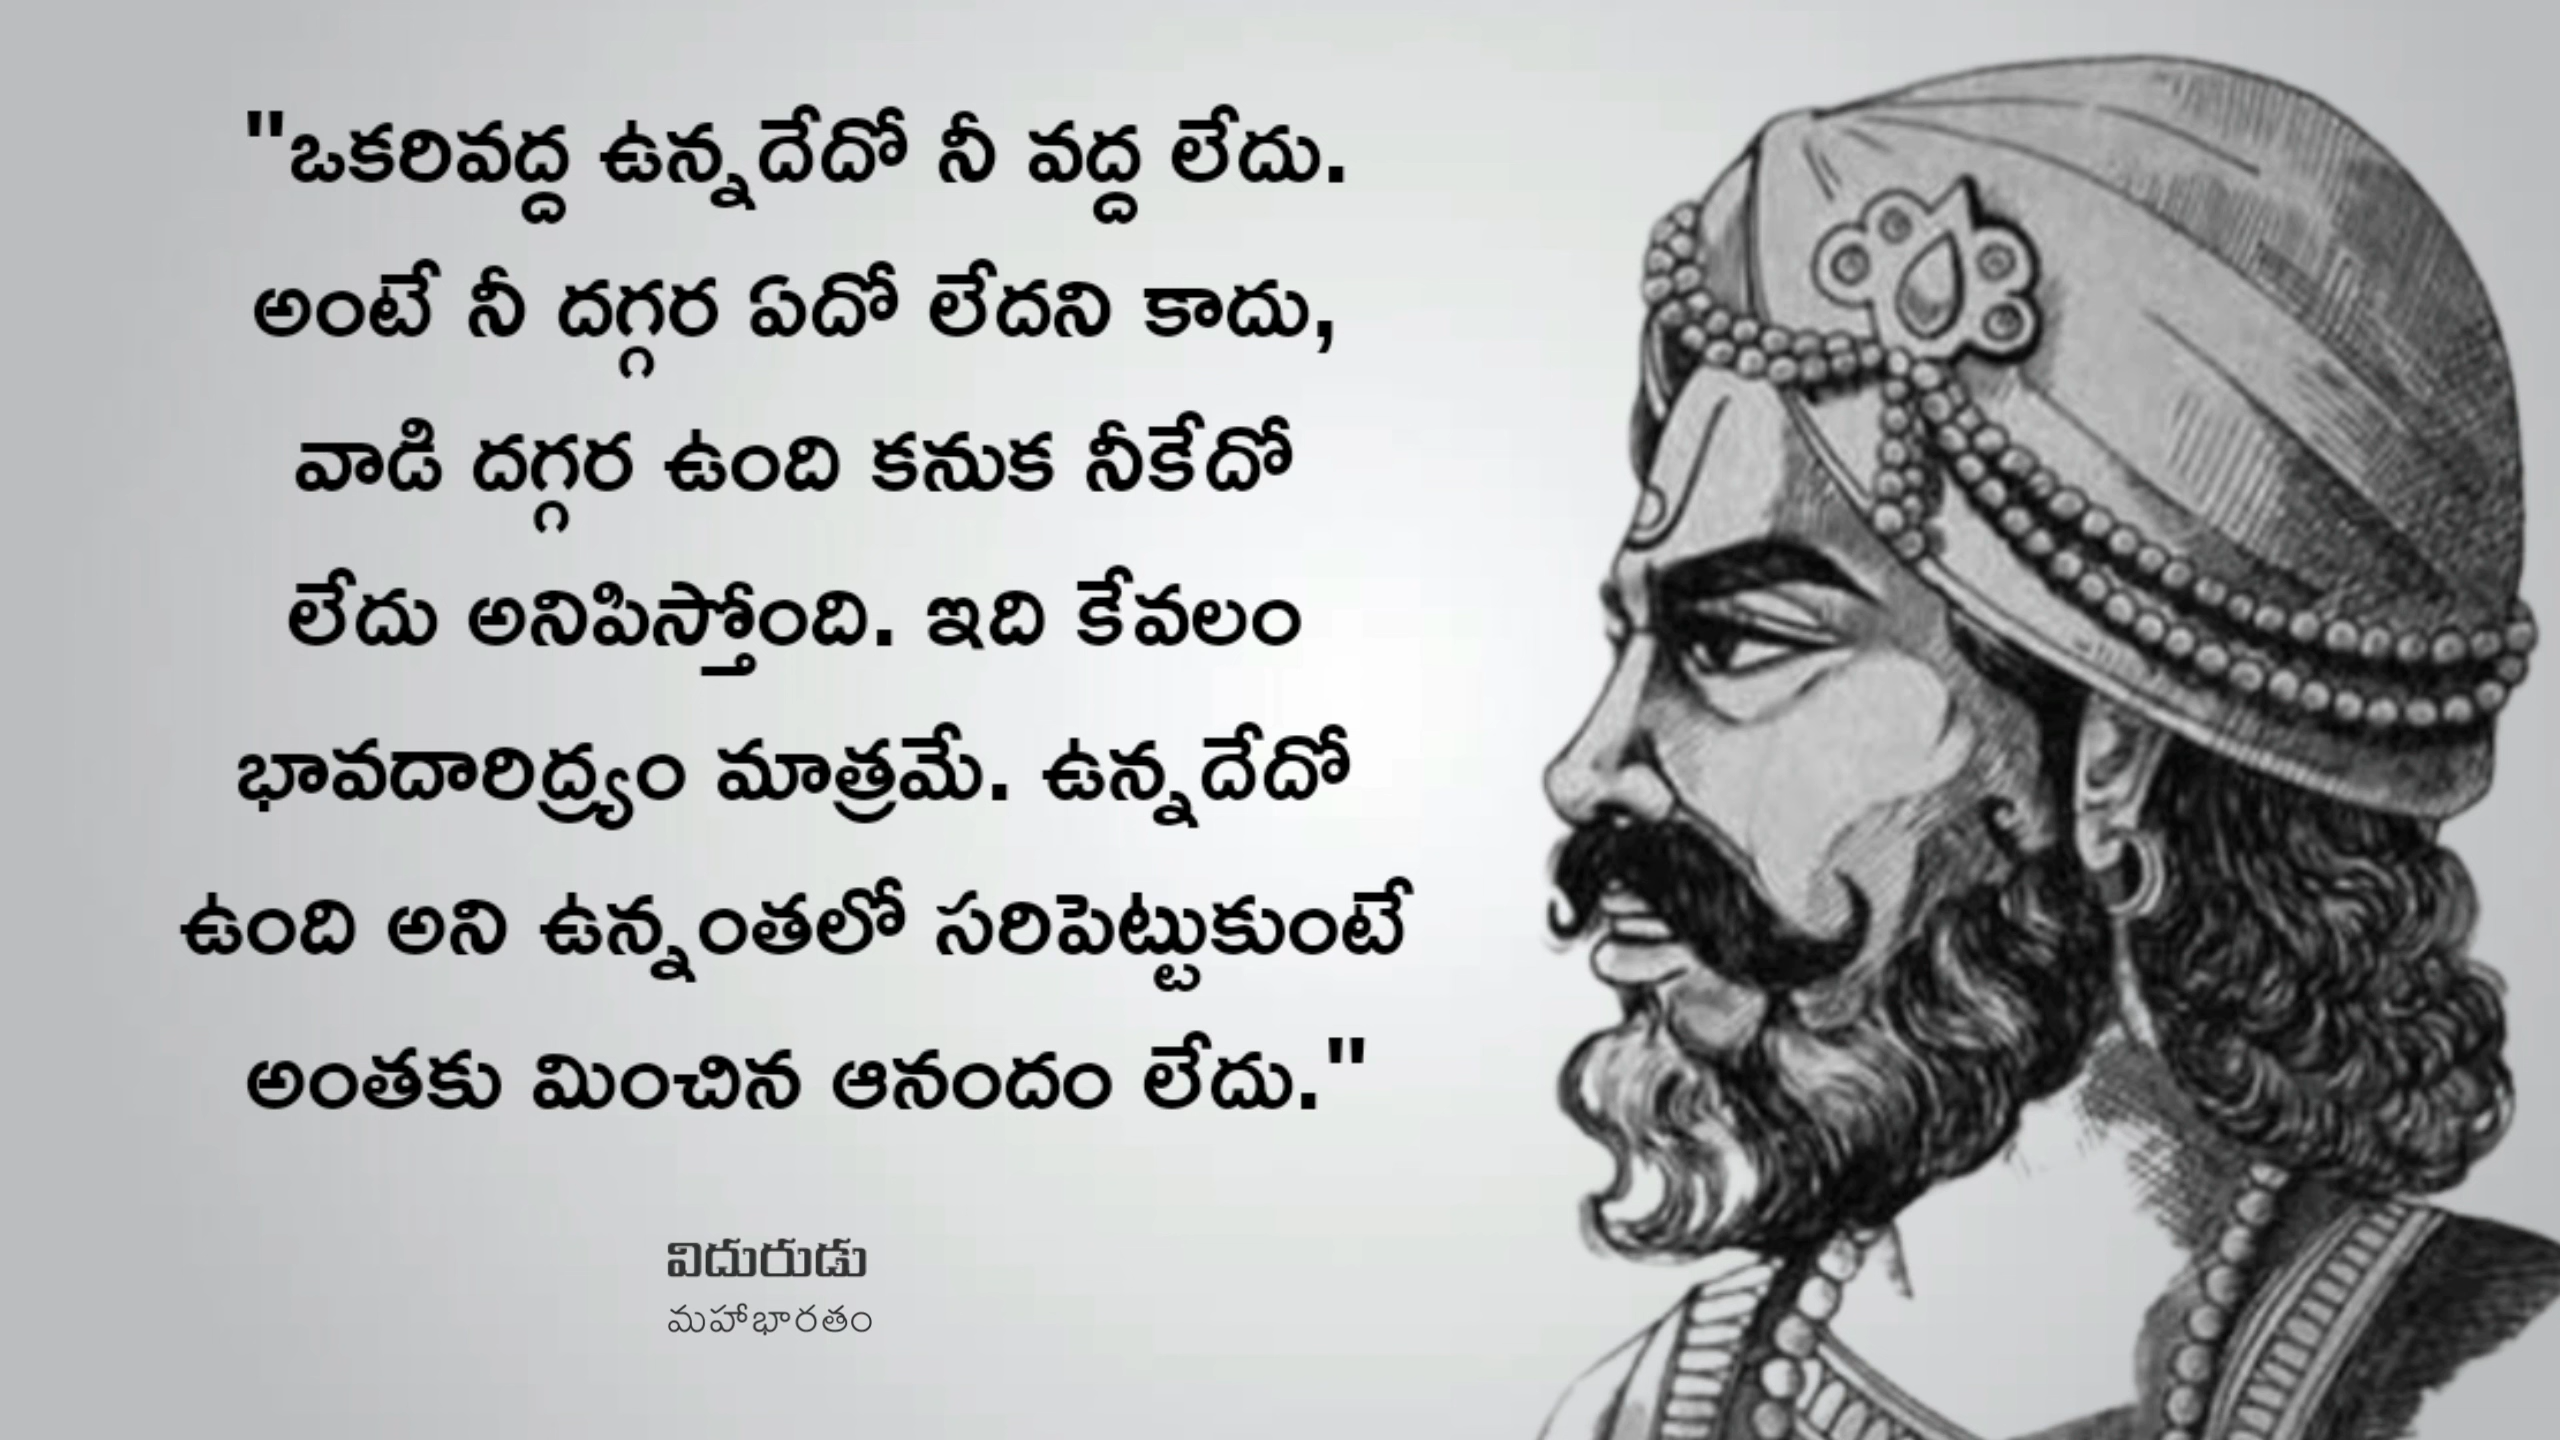 "ఒకరివద్ద ఉన్నదేదో నీ వద్ద లేదు.
అంటే నీ దగ్గర ఏదో లేదని కాదు,
వాడి దగ్గర ఉంది కనుక నీకేదో
లేదు అనిపిస్తోంది. ఇది కేవలం
భావదారిద్ర్యం మాత్రమే. ఉన్నదేదో
ఉంది అని ఉన్నంతలో సరిపెట్టుకుంటే
అంతకు మించిన ఆనందం లేదు."
విదురుడు
మహాభారతం